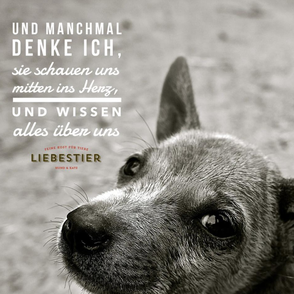 UND MANCHMAL
DENKE ICH,
sie schauen uns
mitten ins Herz,
UND WISSEN
alles über uns
LIEBESTIER